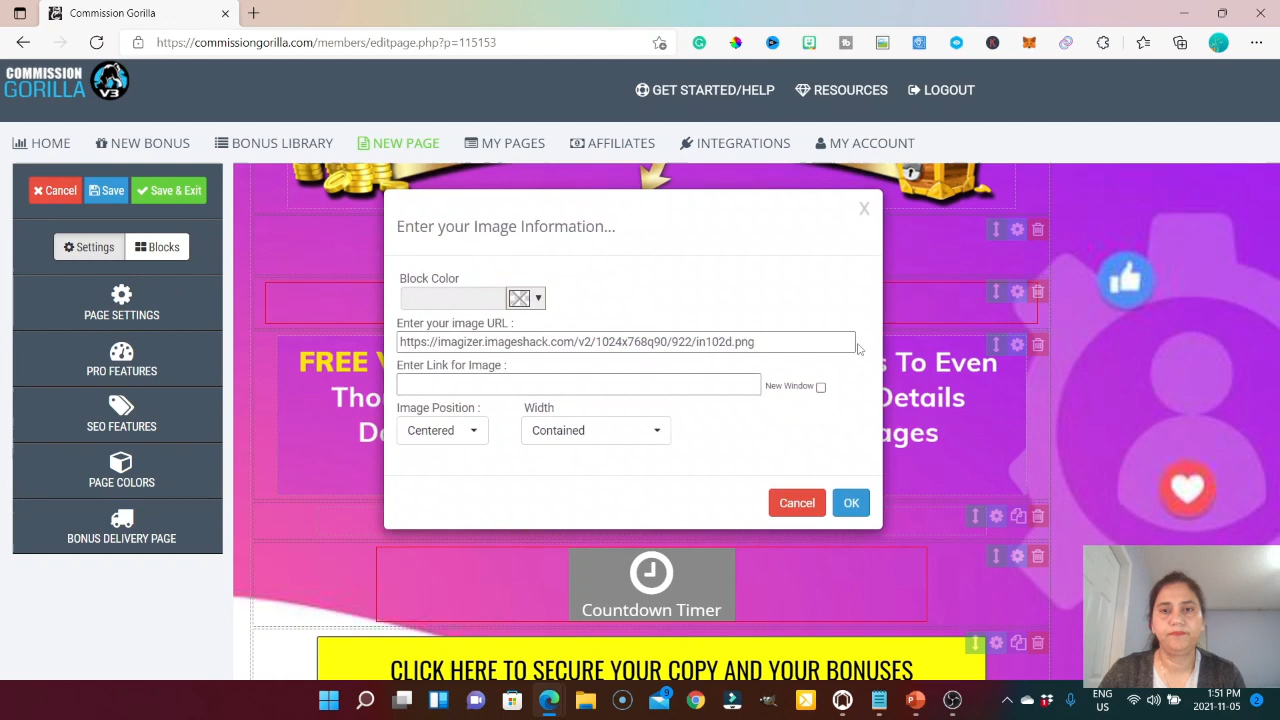 Commission Gorilla
https://commissiongorilla.com/members/editpage.php?p=115153
COMMISSION
GORILLA
V3
GET STARTED/HELP
RESOURCES
LOGOUT
HOME
NEW BONUS
BONUS LIBRARY
NEW PAGE
MY PAGES
AFFILIATES
INTEGRATIONS
MY ACCOUNT
Cancel
Save
Save & Exit
Settings
Blocks
PAGE SETTINGS
PRO FEATURES
SEO FEATURES
PAGE COLORS
BONUS DELIVERY PAGE
Enter your Image Information...
X
Block Color
Enter your image URL :
https://imagizer.imageshack.com/v2/1024x768q90/922/in102d.png
Enter Link for Image :
New Window
Image Position :
Width
Centered
Contained
Cancel
OK
FREE
s To Even
Details
ages
Countdown Timer
CLICK HERE TO SECURE YOUR COPY AND YOUR BONUSES
9
ENG
US
1:51 PM
2021-11-05
2